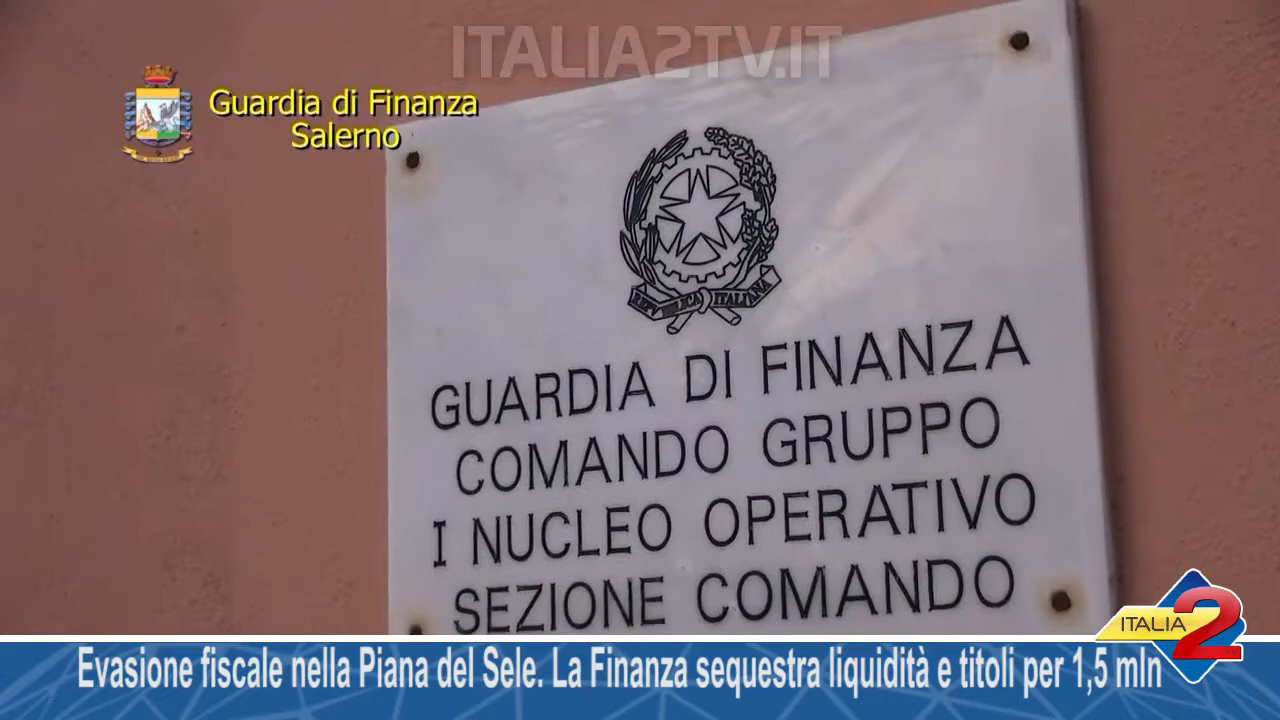 ITALIA2TV.IT
Guardia di Finanza
Salerno
REPUBBLICA ITALIANA
GUARDIA DI FINANZA
COMANDO GRUPPO
I NUCLEO OPERATIVO
SEZIONE COMANDO
ITALIA 2
Evasione fiscale nella Piana del Sele. La Finanza sequestra liquidità e titoli per 1,5 mln